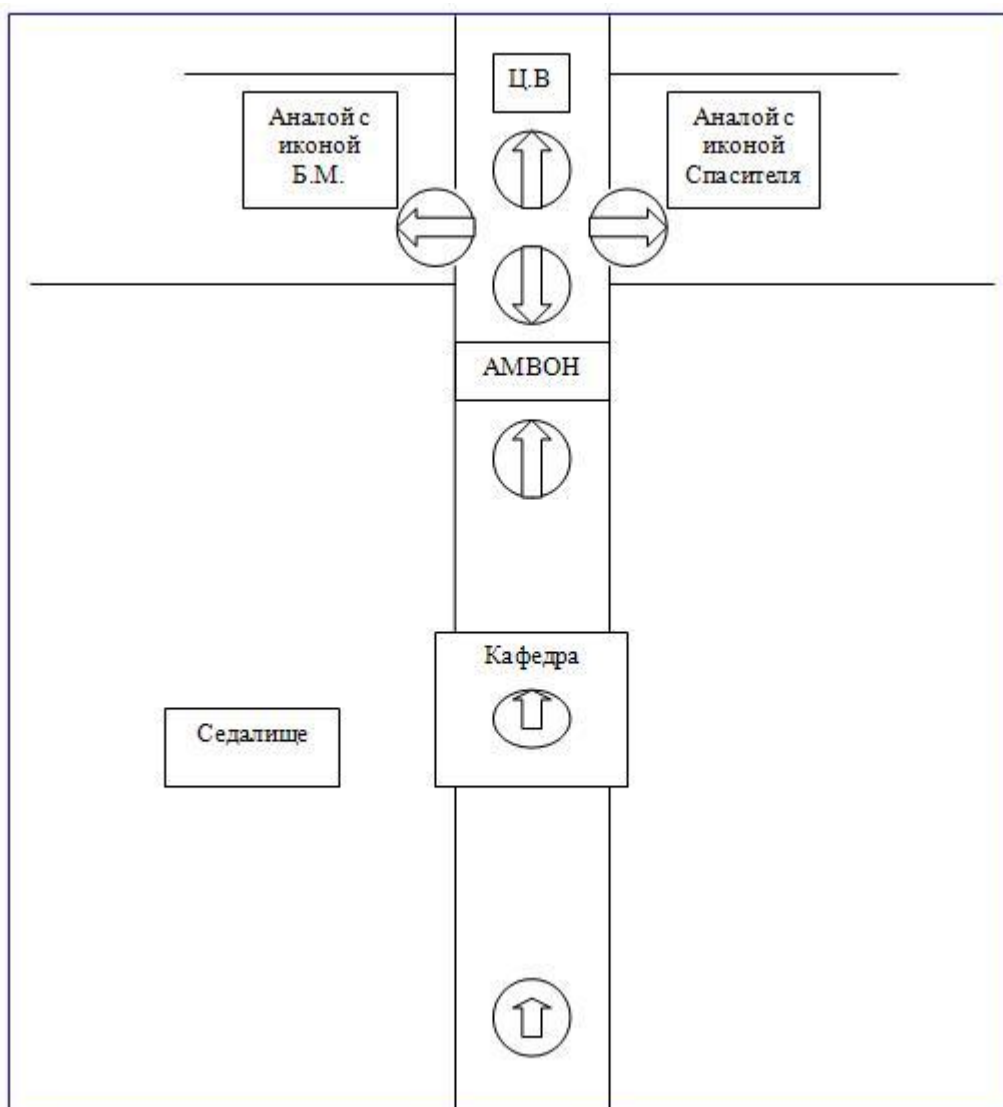 Ц.В
Аналой с
иконой
Б.М.
Аналой с
иконой
Спасителя
АМВОН
Кафедра
Седалище